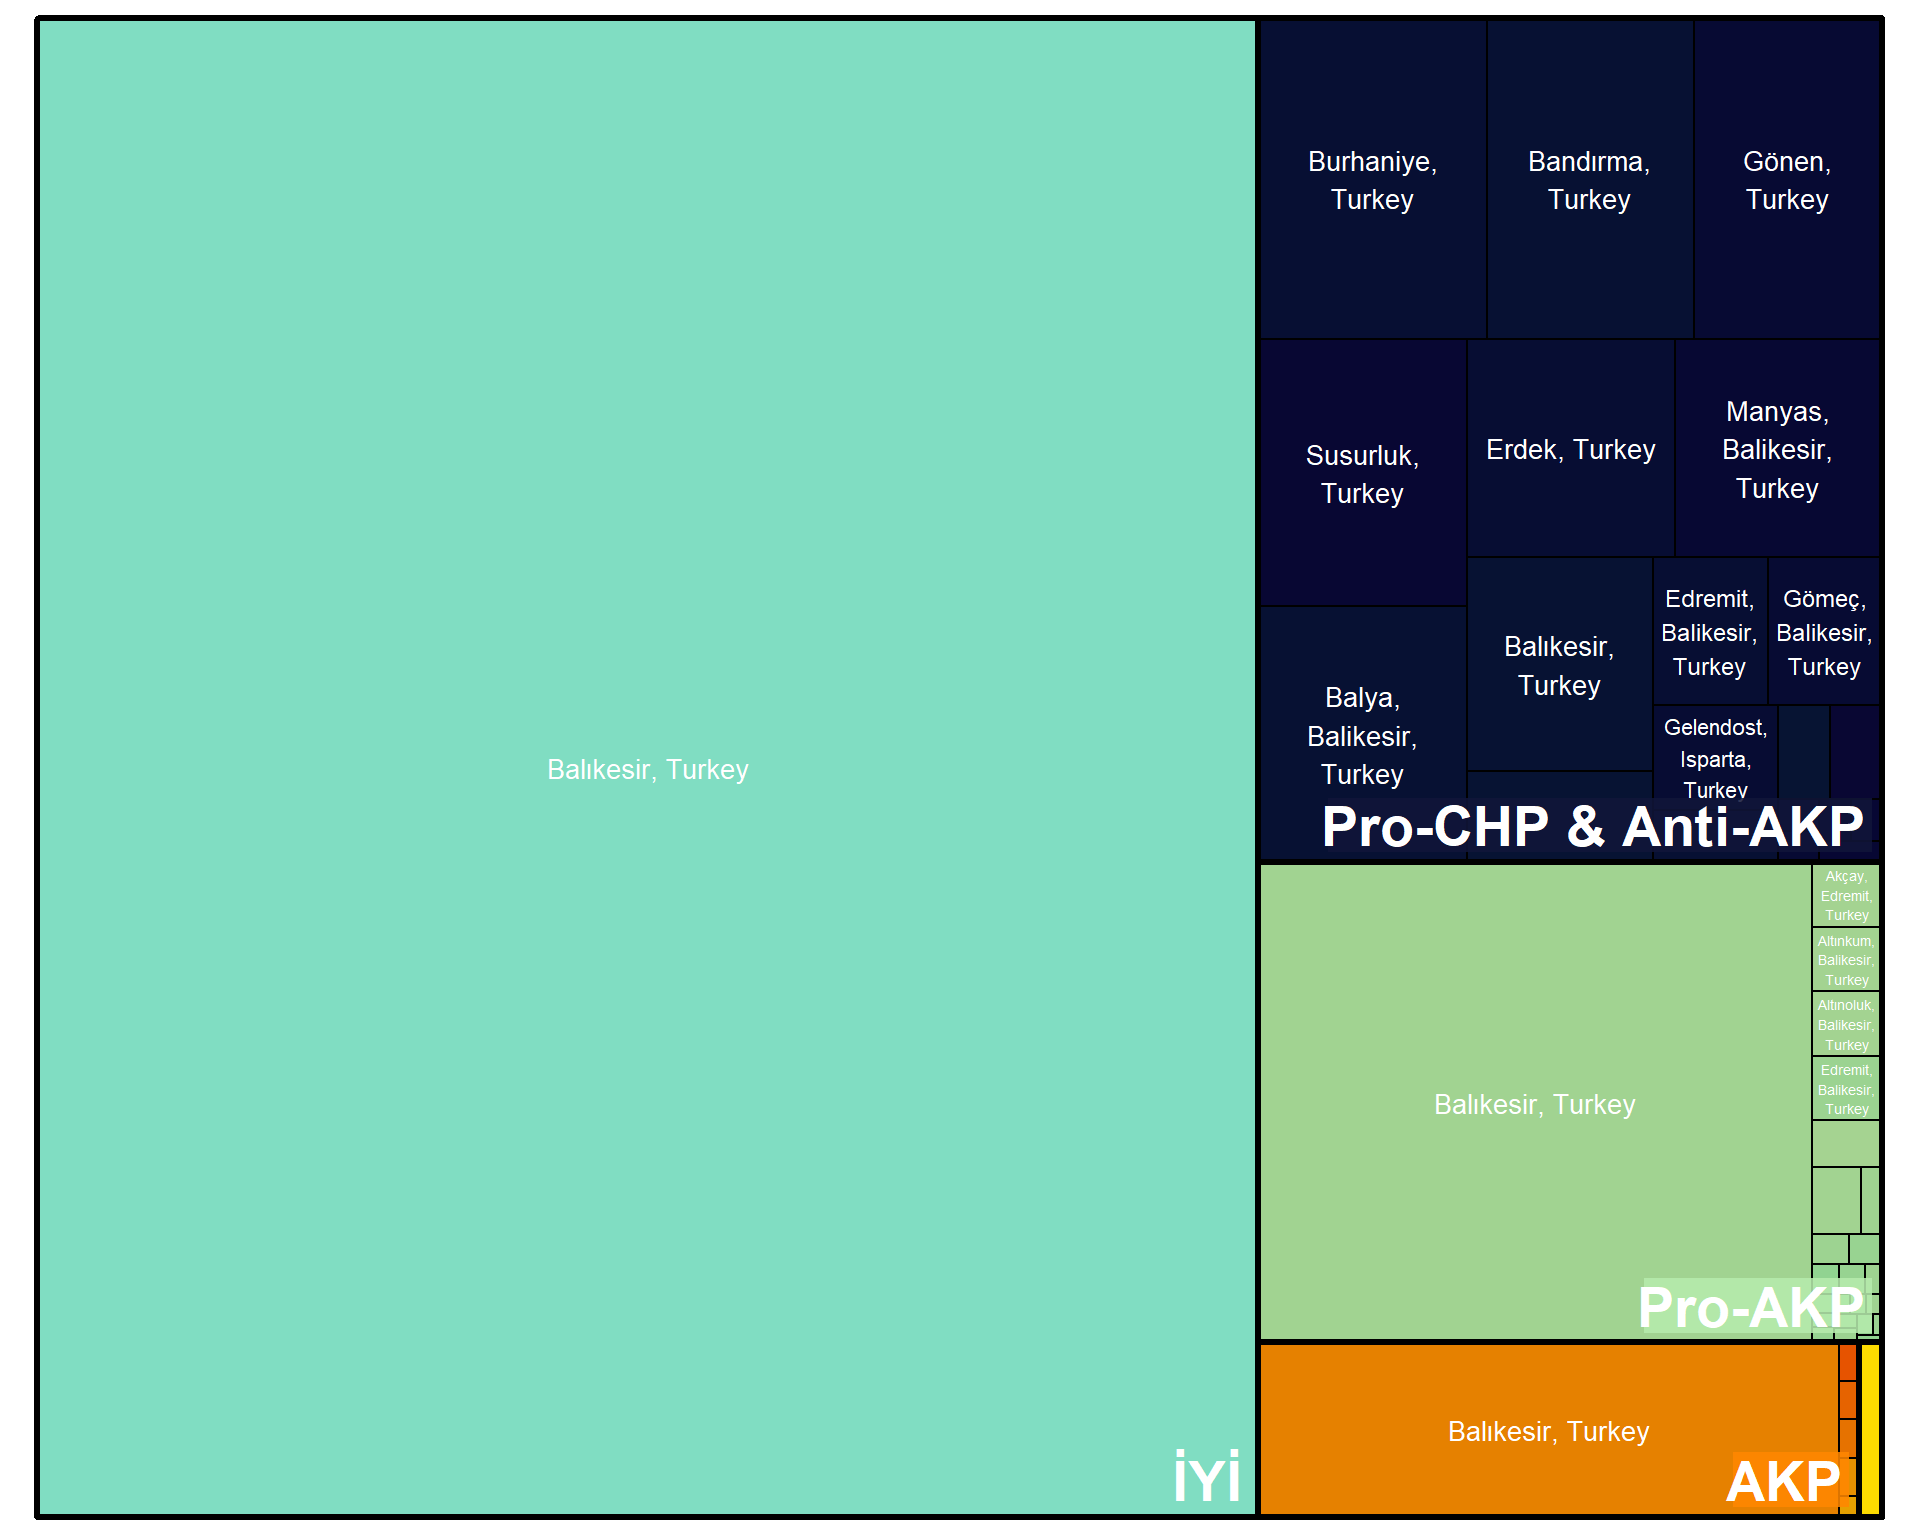 Balıkesir, Turkey
İYİ
Burhaniye,
Turkey
Bandırma,
Turkey
Gönen,
Turkey
Susurluk,
Turkey
Erdek, Turkey
Manyas,
Balikesir,
Turkey
Balya,
Balikesir,
Turkey
Balıkesir,
Turkey
Edremit,
Balikesir,
Turkey
Gömeç,
Balikesir,
Turkey
Gelendost,
Isparta,
Turkey
Pro-CHP & Anti-AKP
Balıkesir, Turkey
Akçay,
Edremit,
Turkey
Altınkum,
Balikesir,
Turkey
Altınoluk,
Balikesir,
Turkey
Edremit,
Balikesir,
Turkey
Pro-AKP
Balıkesir, Turkey
AKP